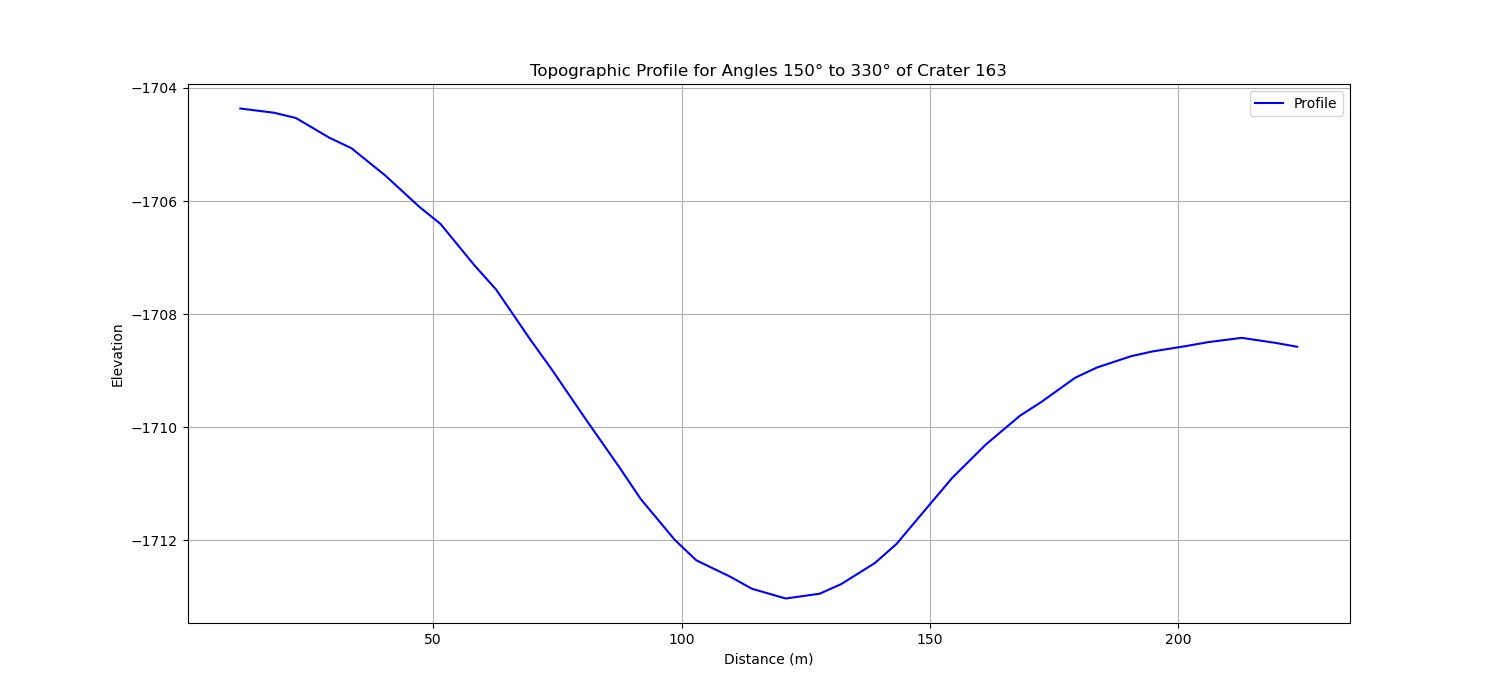 Topographic Profile for Angles 150° to 330° of Crater 163
Profile
−1704
−1706
−1708
−1710
−1712
Elevation
50
100
150
200
Distance (m)